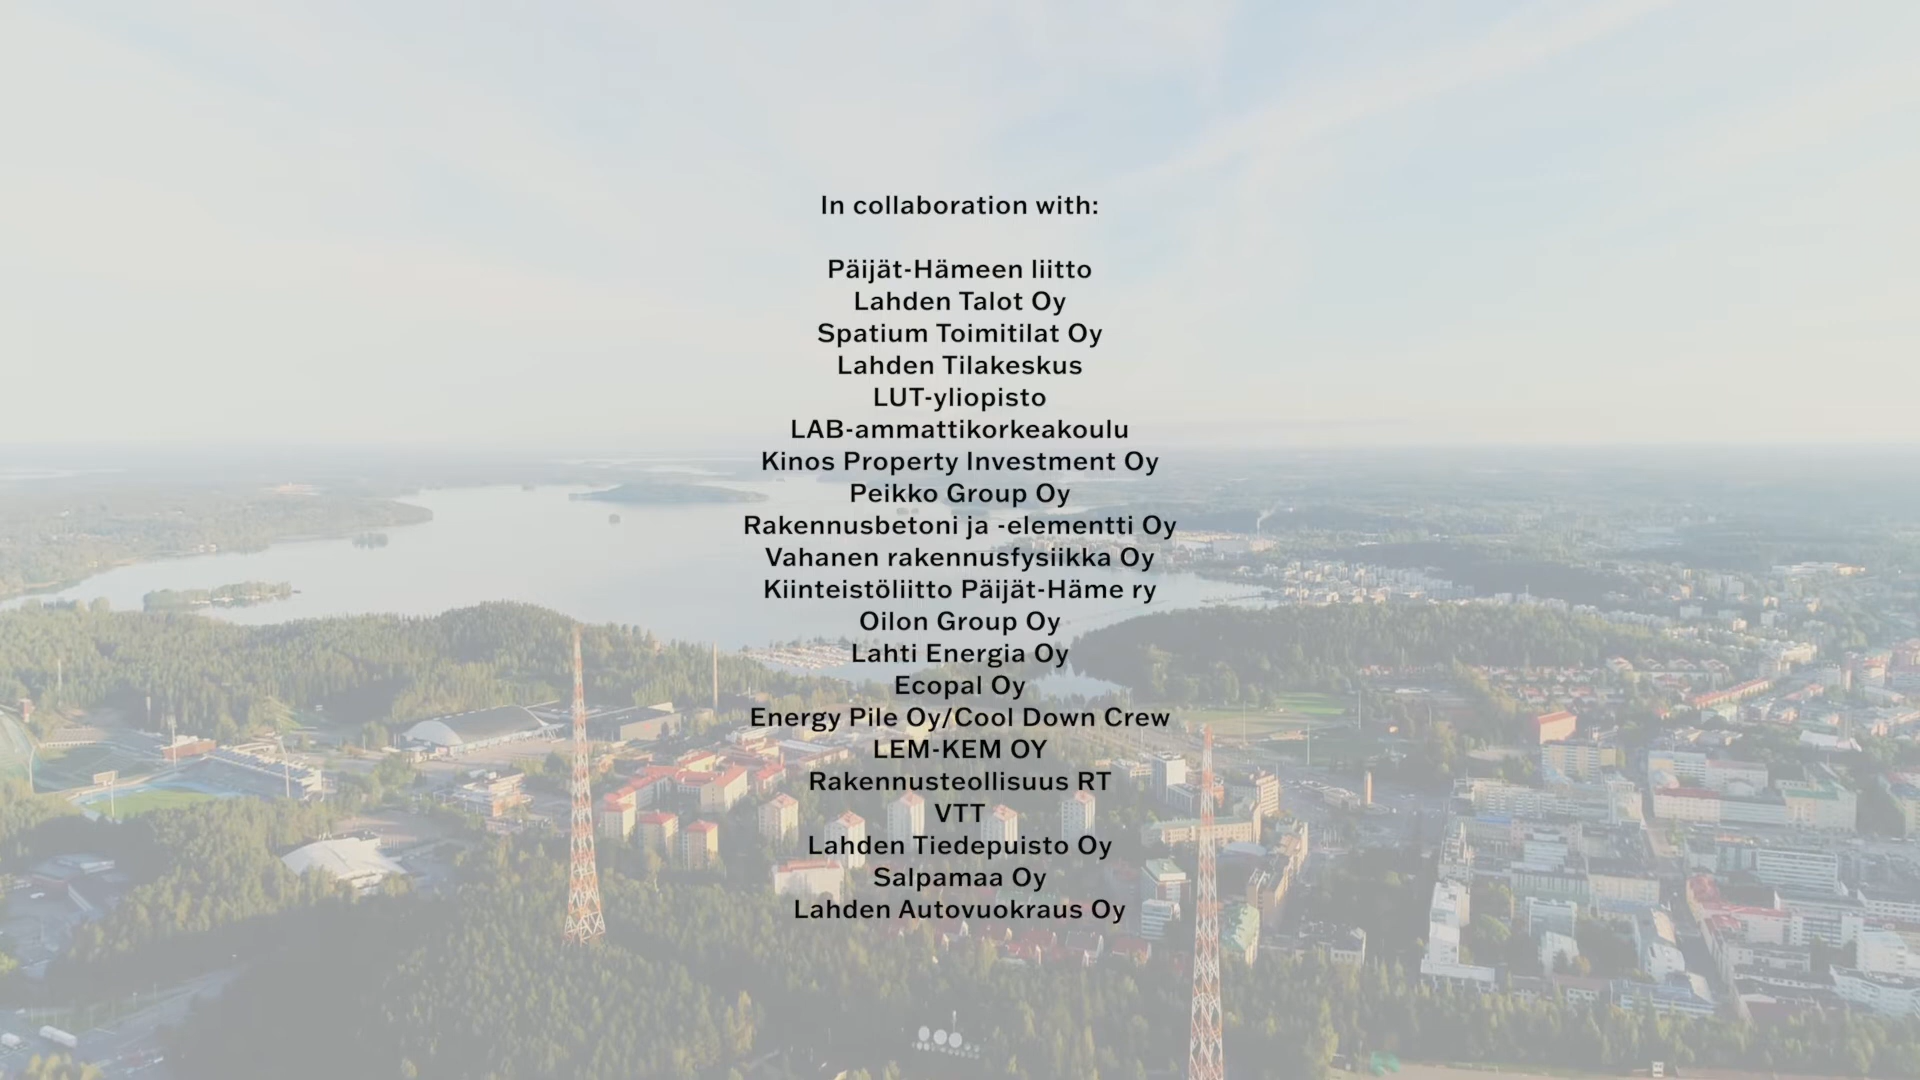 In collaboration with:
Päijät-Hämeen liitto
Lahden Talot Oy
Spatium Toimitilat Oy
Lahden Tilakeskus
LUT-yliopisto
LAB-ammattikorkeakoulu
Kinos Property Investment Oy
Peikko Group Oy
Rakennusbetoni ja -elementti Oy
Vahanen rakennusfysiikka Oy
Kiinteistöliitto Päijät-Häme ry
Oilon Group Oy
Lahti Energia Oy
Ecopal Oy
Energy Pile Oy/Cool Down Crew
LEM-KEM OY
Rakennusteollisuus RT
VTT
Lahden Tiedepuisto Oy
Salpamaa Oy
Lahden Autovuokraus Oy